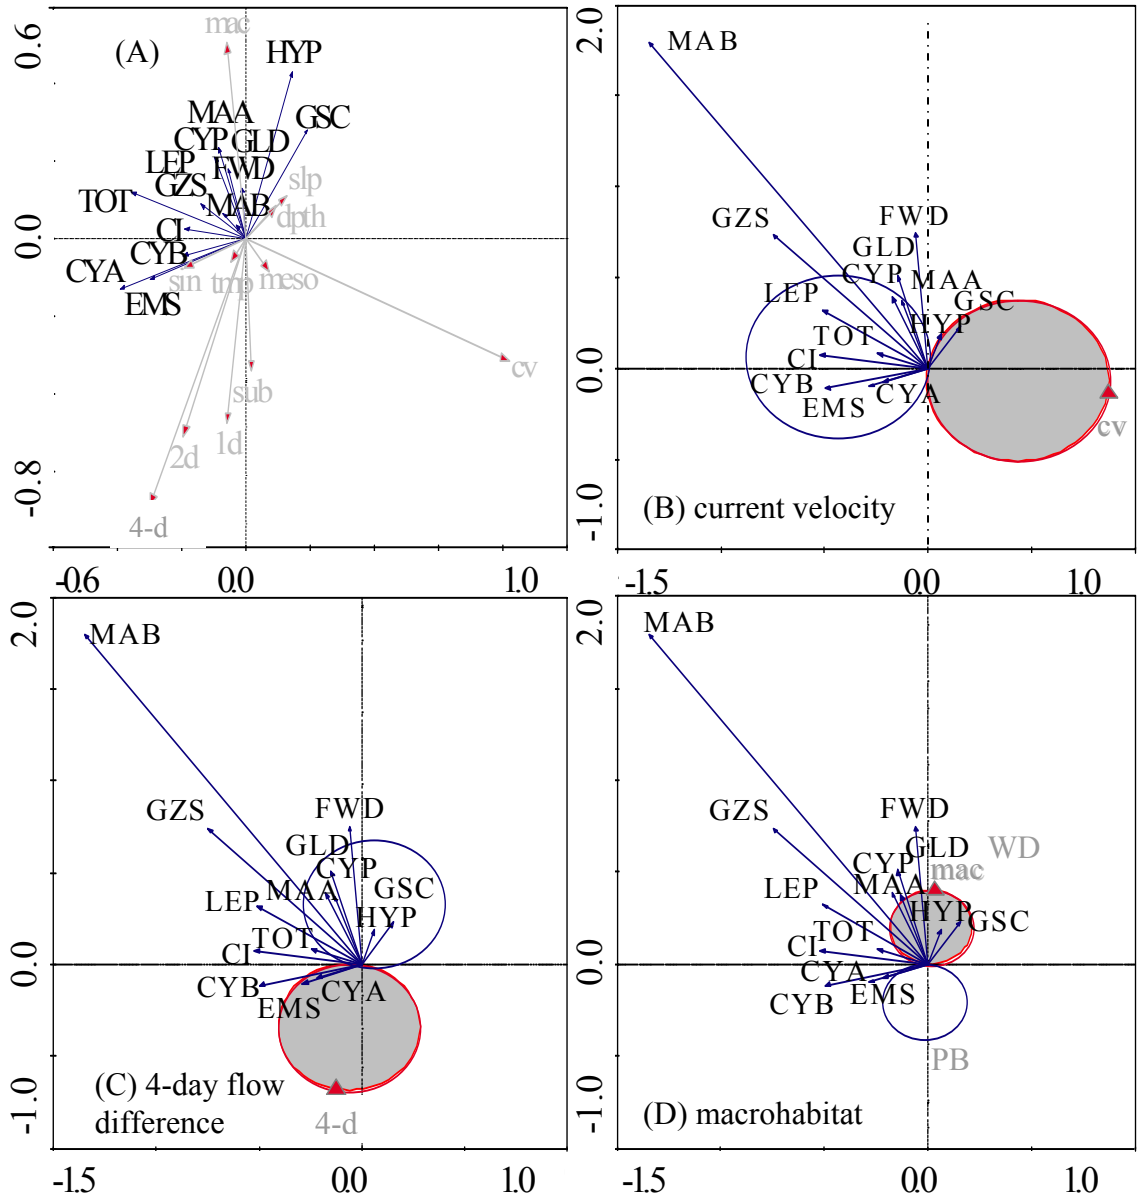 mac
0.6
(A)
HYP
MAA
GSC
CYP
GLD
LEP
FWD
GZS
slp
TOT
MAB
dpth
CI
0.0
CYB
CYA
sin
tmp
meso
EMS
cv
sub
1d
2d
-0.8
4-d
-0.6
0.0
1.0
2.0
MAB
GZS
FWD
GLD
CYP
MAA
LEP
GSC
HYP
TOT
CI
0.0
CYB
CYA
EMS
cv
(B) current velocity
-1.0
-1.5
0.0
1.0
2.0
MAB
GZS
FWD
GLD
CYP
MAA
GSC
LEP
HYP
TOT
CI
0.0
CYB
CYA
EMS
(C) 4-day flow
difference
4-d
-1.0
-1.5
0.0
1.0
2.0
MAB
GZS
FWD
GLD
WD
CYP
mac
MAA
LEP
HYP
GSC
TOT
CI
0.0
CYA
CYB
EMS
PB
(D) macrohabitat
-1.0
-1.5
0.0
1.0